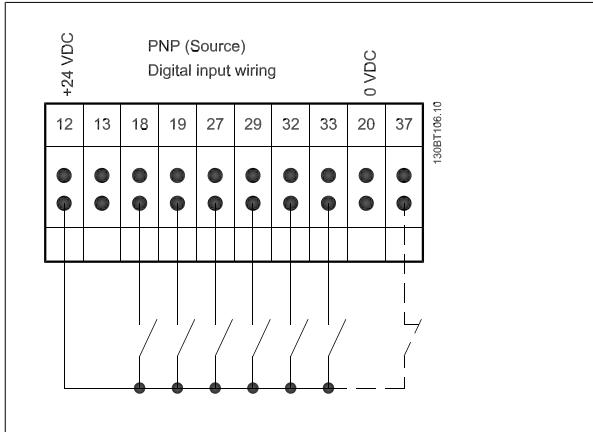 +24 VDC
PNP (Source)
Digital input wiring
0 VDC
12 13 18 19 27 29 32 33 20 37
130BT106.10